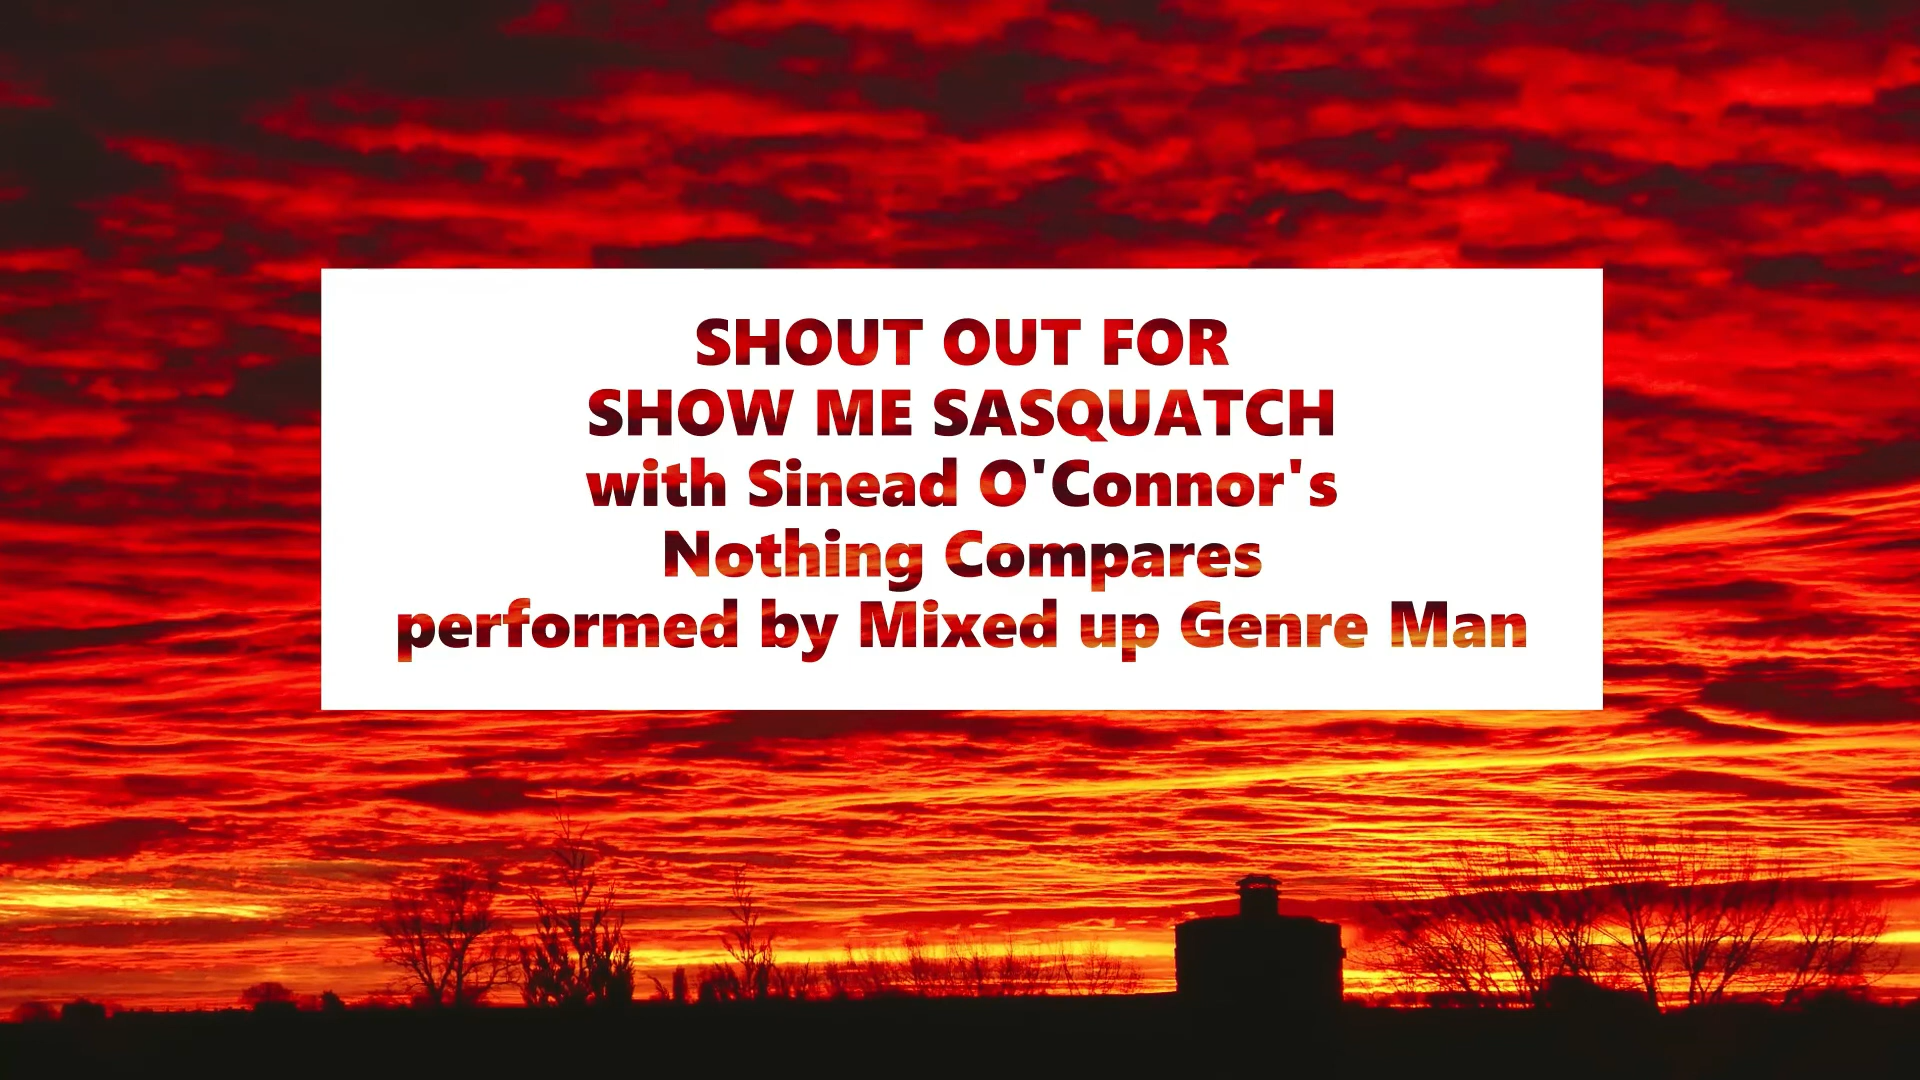 SHOUT OUT FOR
SHOW ME SASQUATCH
with Sinead O'Connor's
Nothing Compares
performed by Mixed up Genre Man